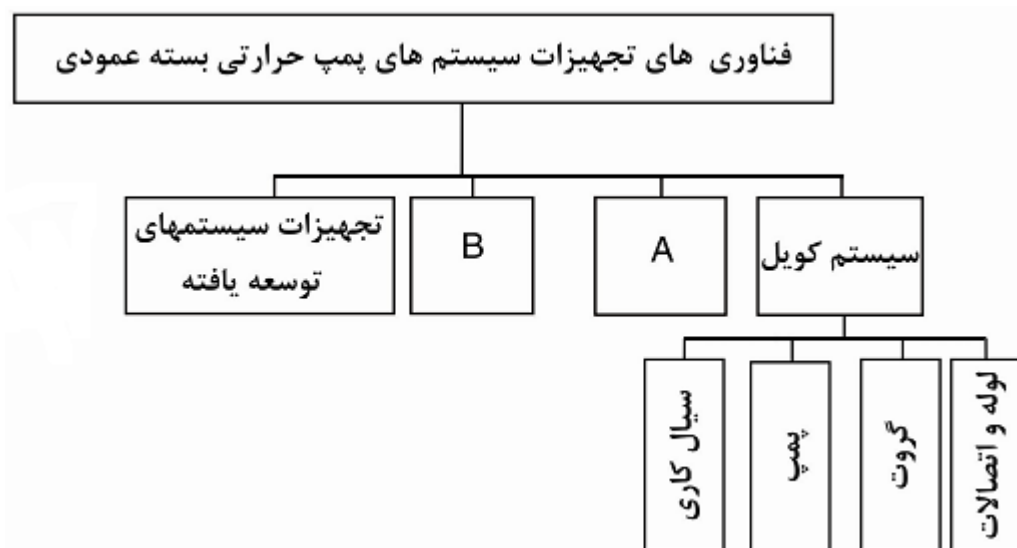 فناوری های تجهیزات سیستم های پمپ حرارتی بسته عمودی
سیستم کویل
A
B
تجهیزات سیستمهای
توسعه یافته
لوله و اتصالات
گروت
پمپ
سیال کاری